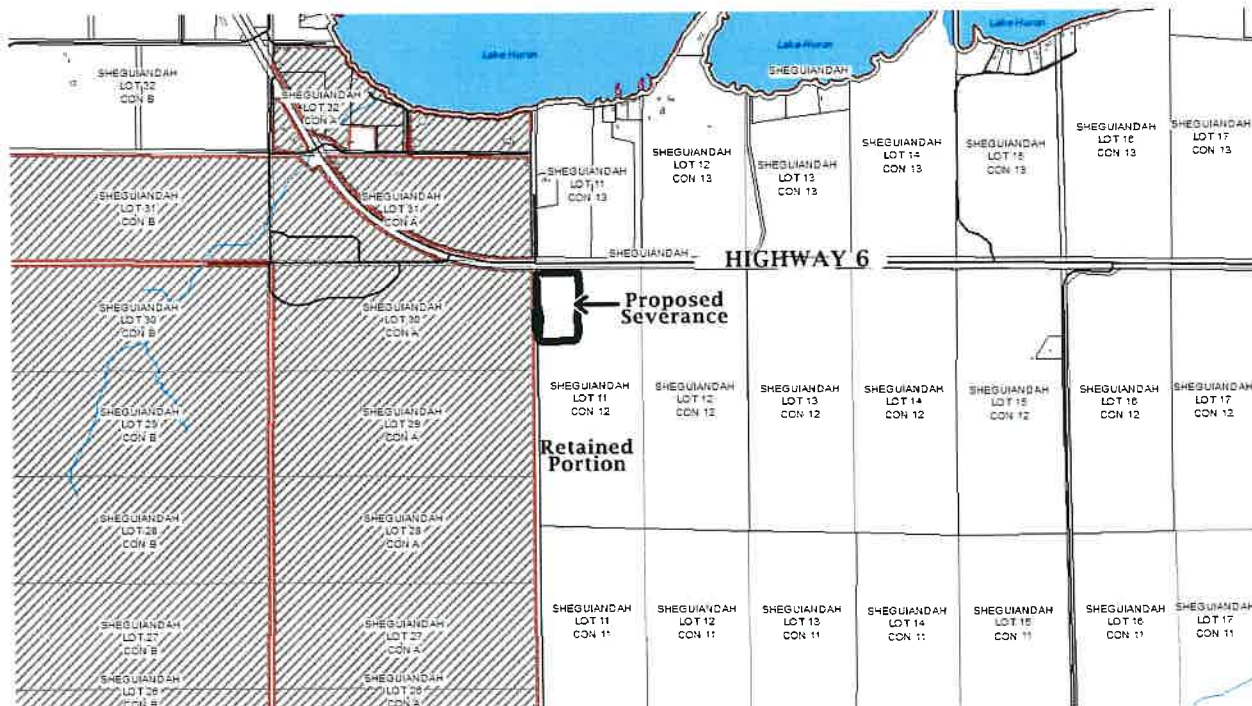 Lake Huron
Lake Huron
Lake Huron
SHEGUIANDAH
SHEGUIANDAH
LOT 32
CON B
SHEGUIANDAH
LOT 32
CON A
SHEGUIANDAH
LOT 11
CON 13
SHEGUIANDAH
LOT 12
CON 13
SHEGUIANDAH
LOT 13
CON 13
SHEGUIANDAH
LOT 14
CON 13
SHEGUIANDAH
LOT 15
CON 13
SHEGUIANDAH
LOT 16
CON 13
SHEGUIANDAH
LOT 17
CON 13
SHEGUIANDAH
LOT 31
CON B
SHEGUIANDAH
LOT 31
CON A
SHEGUIANDAH
HIGHWAY 6
Proposed
Severance
SHEGUIANDAH
LOT 30
CON B
SHEGUIANDAH
LOT 30
CON A
SHEGUIANDAH
LOT 11
CON 12
SHEGUIANDAH
LOT 12
CON 12
SHEGUIANDAH
LOT 13
CON 12
SHEGUIANDAH
LOT 14
CON 12
SHEGUIANDAH
LOT 15
CON 12
SHEGUIANDAH
LOT 16
CON 12
SHEGUIANDAH
LOT 17
CON 12
SHEGUIANDAH
LOT 29
CON B
SHEGUIANDAH
LOT 29
CON A
Retained
Portion
SHEGUIANDAH
LOT 28
CON B
SHEGUIANDAH
LOT 28
CON A
SHEGUIANDAH
LOT 11
CON 11
SHEGUIANDAH
LOT 12
CON 11
SHEGUIANDAH
LOT 13
CON 11
SHEGUIANDAH
LOT 14
CON 11
SHEGUIANDAH
LOT 15
CON 11
SHEGUIANDAH
LOT 16
CON 11
SHEGUIANDAH
LOT 17
CON 11
SHEGUIANDAH
LOT 27
CON B
SHEGUIANDAH
LOT 27
CON A
SHEGUIANDAH
LOT 26
CON B
SHEGUIANDAH
LOT 26
CON A